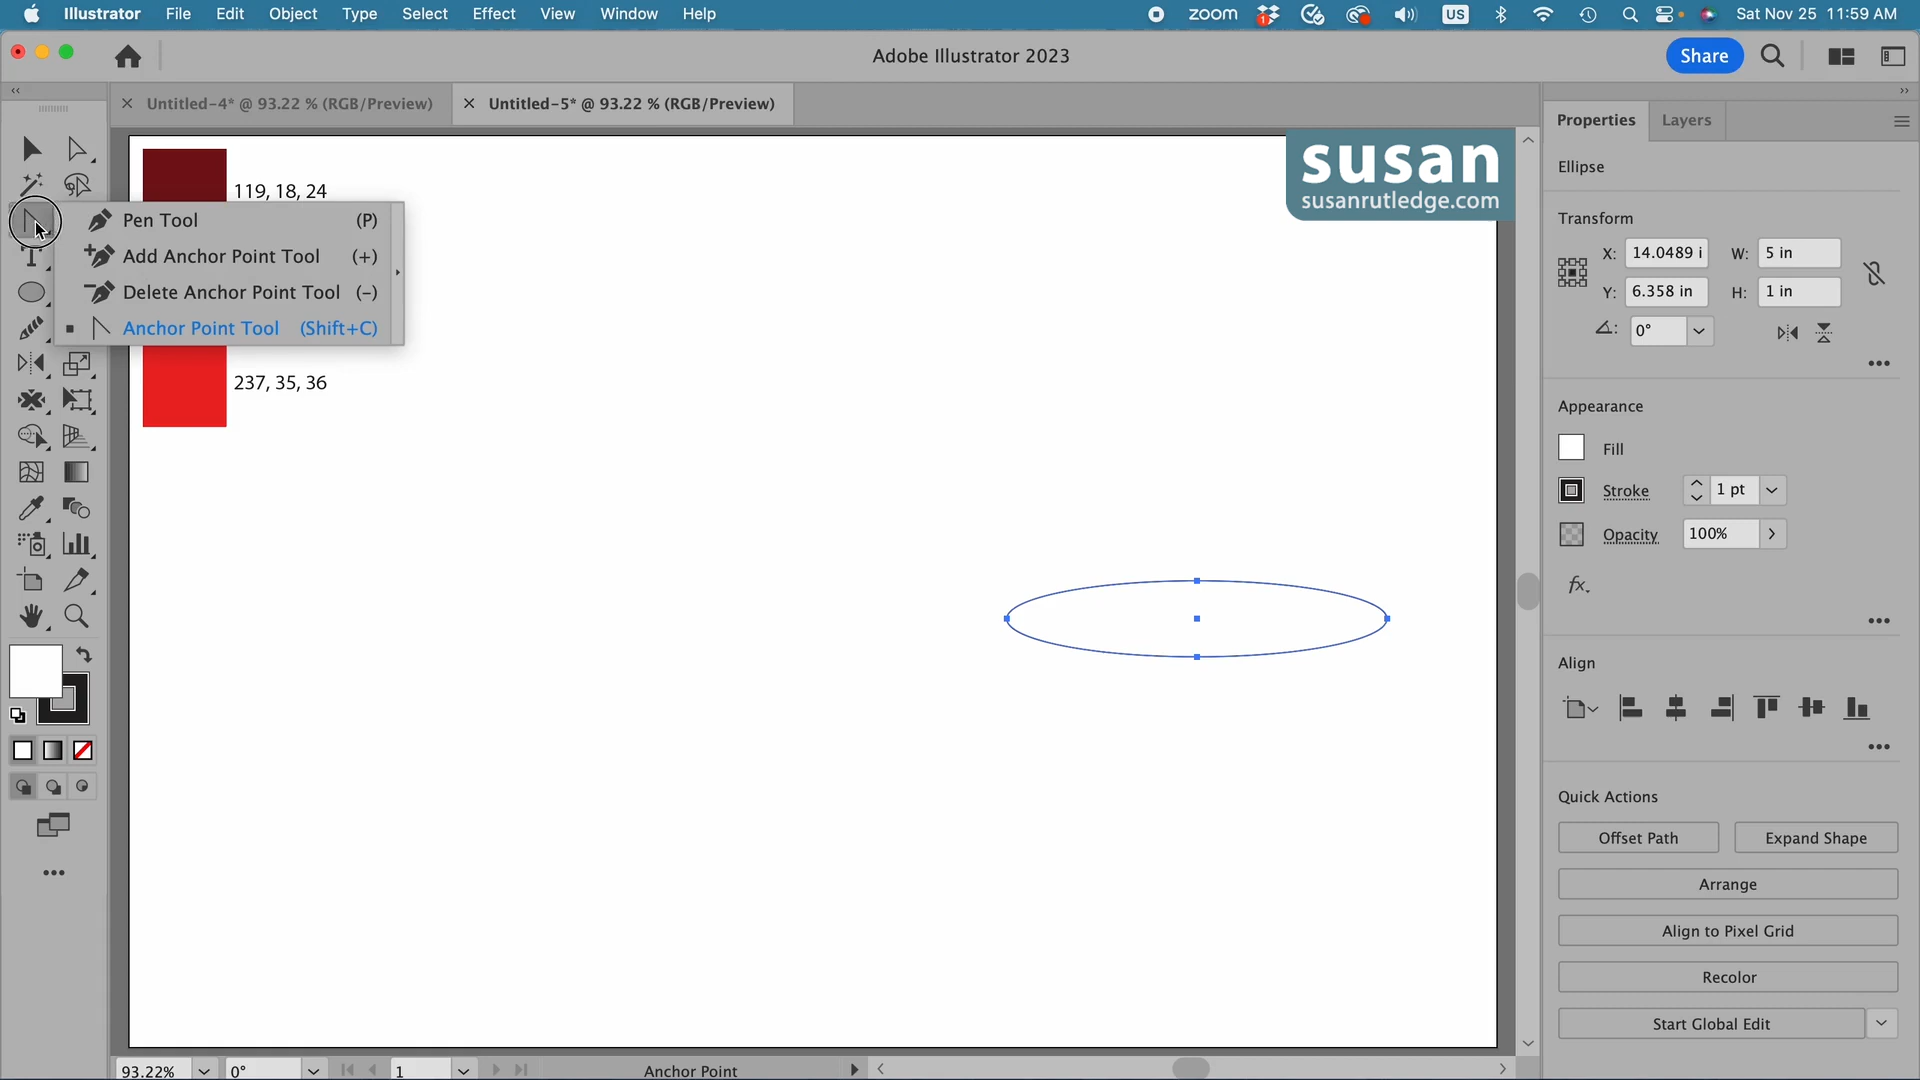 Illustrator File Edit Object Type Select Effect View Window Help
zoom 1 US Sat Nov 25 11:59 AM
Adobe Illustrator 2023
Share
Untitled-4* @ 93.22 % (RGB/Preview)
Untitled-5* @ 93.22 % (RGB/Preview)
119, 18, 24
Pen Tool (P)
Add Anchor Point Tool (+)
Delete Anchor Point Tool (-)
Anchor Point Tool (Shift+C)
237, 35, 36
susan
susanrutledge.com
Properties Layers
Ellipse
Transform
X: 14.0489 i W: 5 in
Y: 6.358 in H: 1 in
0°
Appearance
Fill
Stroke 1 pt
Opacity 100%
fx.
Align
Quick Actions
Offset Path Expand Shape
Arrange
Align to Pixel Grid
Recolor
Start Global Edit
93.22% 0° 1 Anchor Point